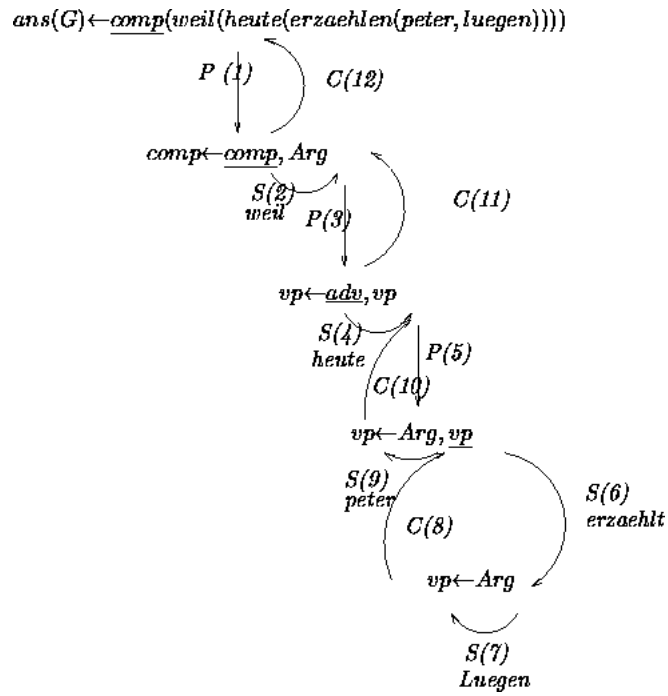 ans(G)←comp(weil(heute(erzaehlen(peter,luegen))))
P (1)
C(12)
comp←comp, Arg
S(2)
weil
P(3)
C(11)
vp←adv, vp
S(4)
heute
P(5)
C(10)
vp←Arg, vp
S(9)
peter
S(6)
erzaehlt
C(8)
vp←Arg
S(7)
Luegen